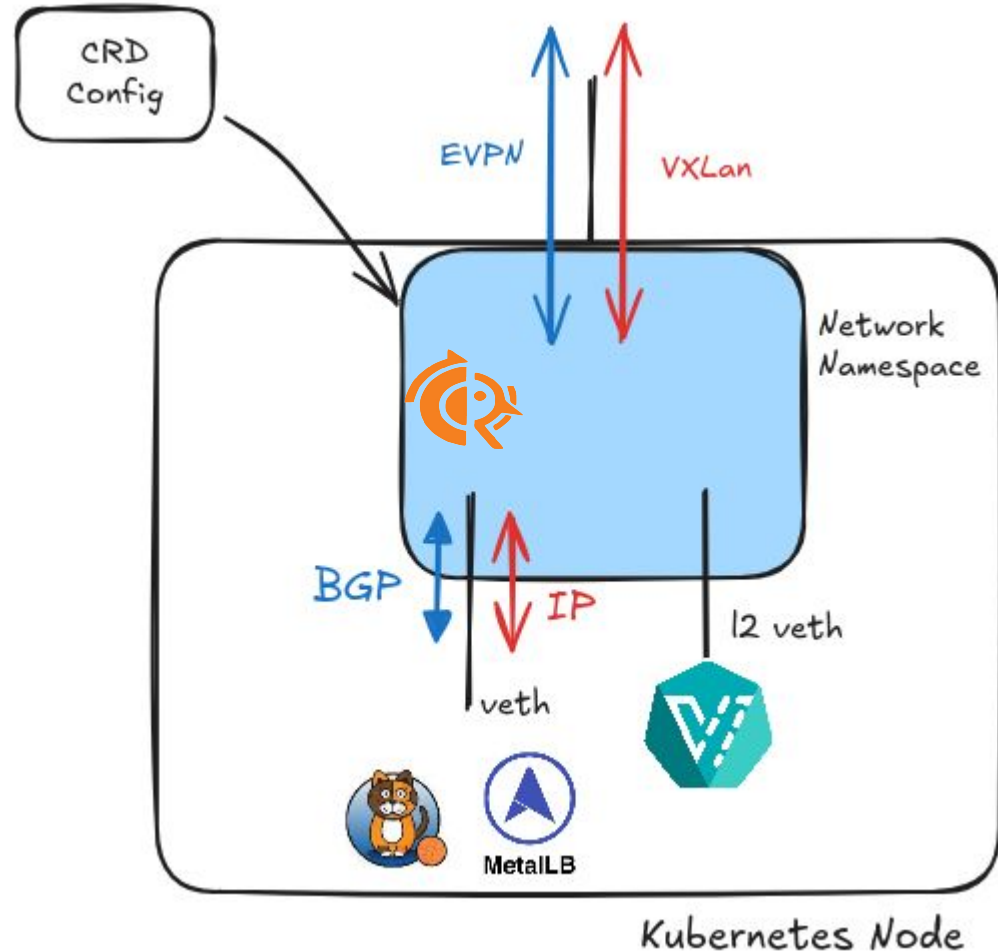 CRD
Config
EVPN
VXLan
Network
Namespace
BGP
IP
l2 veth
veth
MetalLB
Kubernetes Node